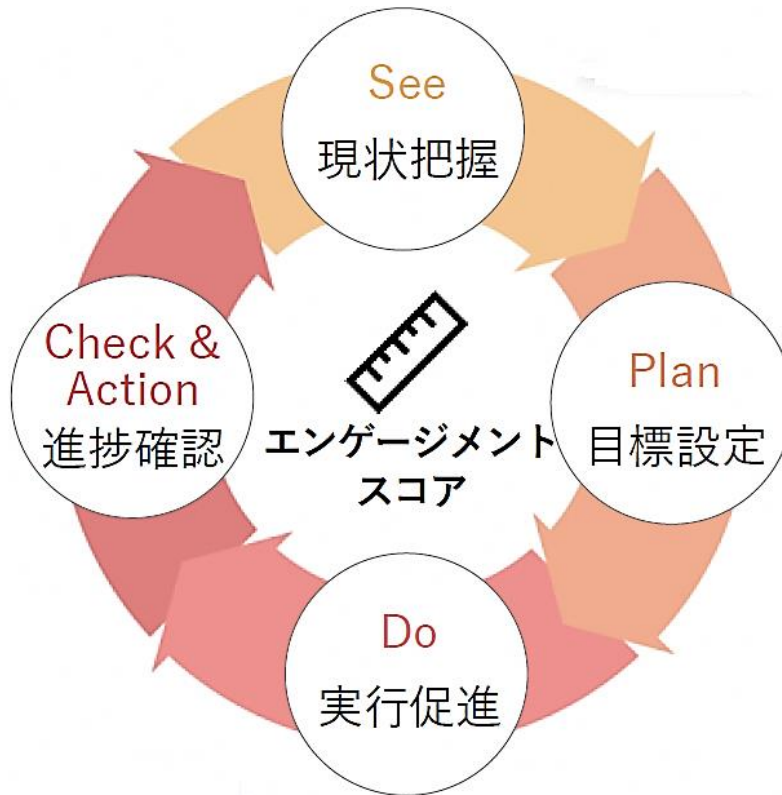 See
現状把握
Plan
目標設定
Do
実行促進
Check &
Action
進捗確認
エンゲージメント
スコア